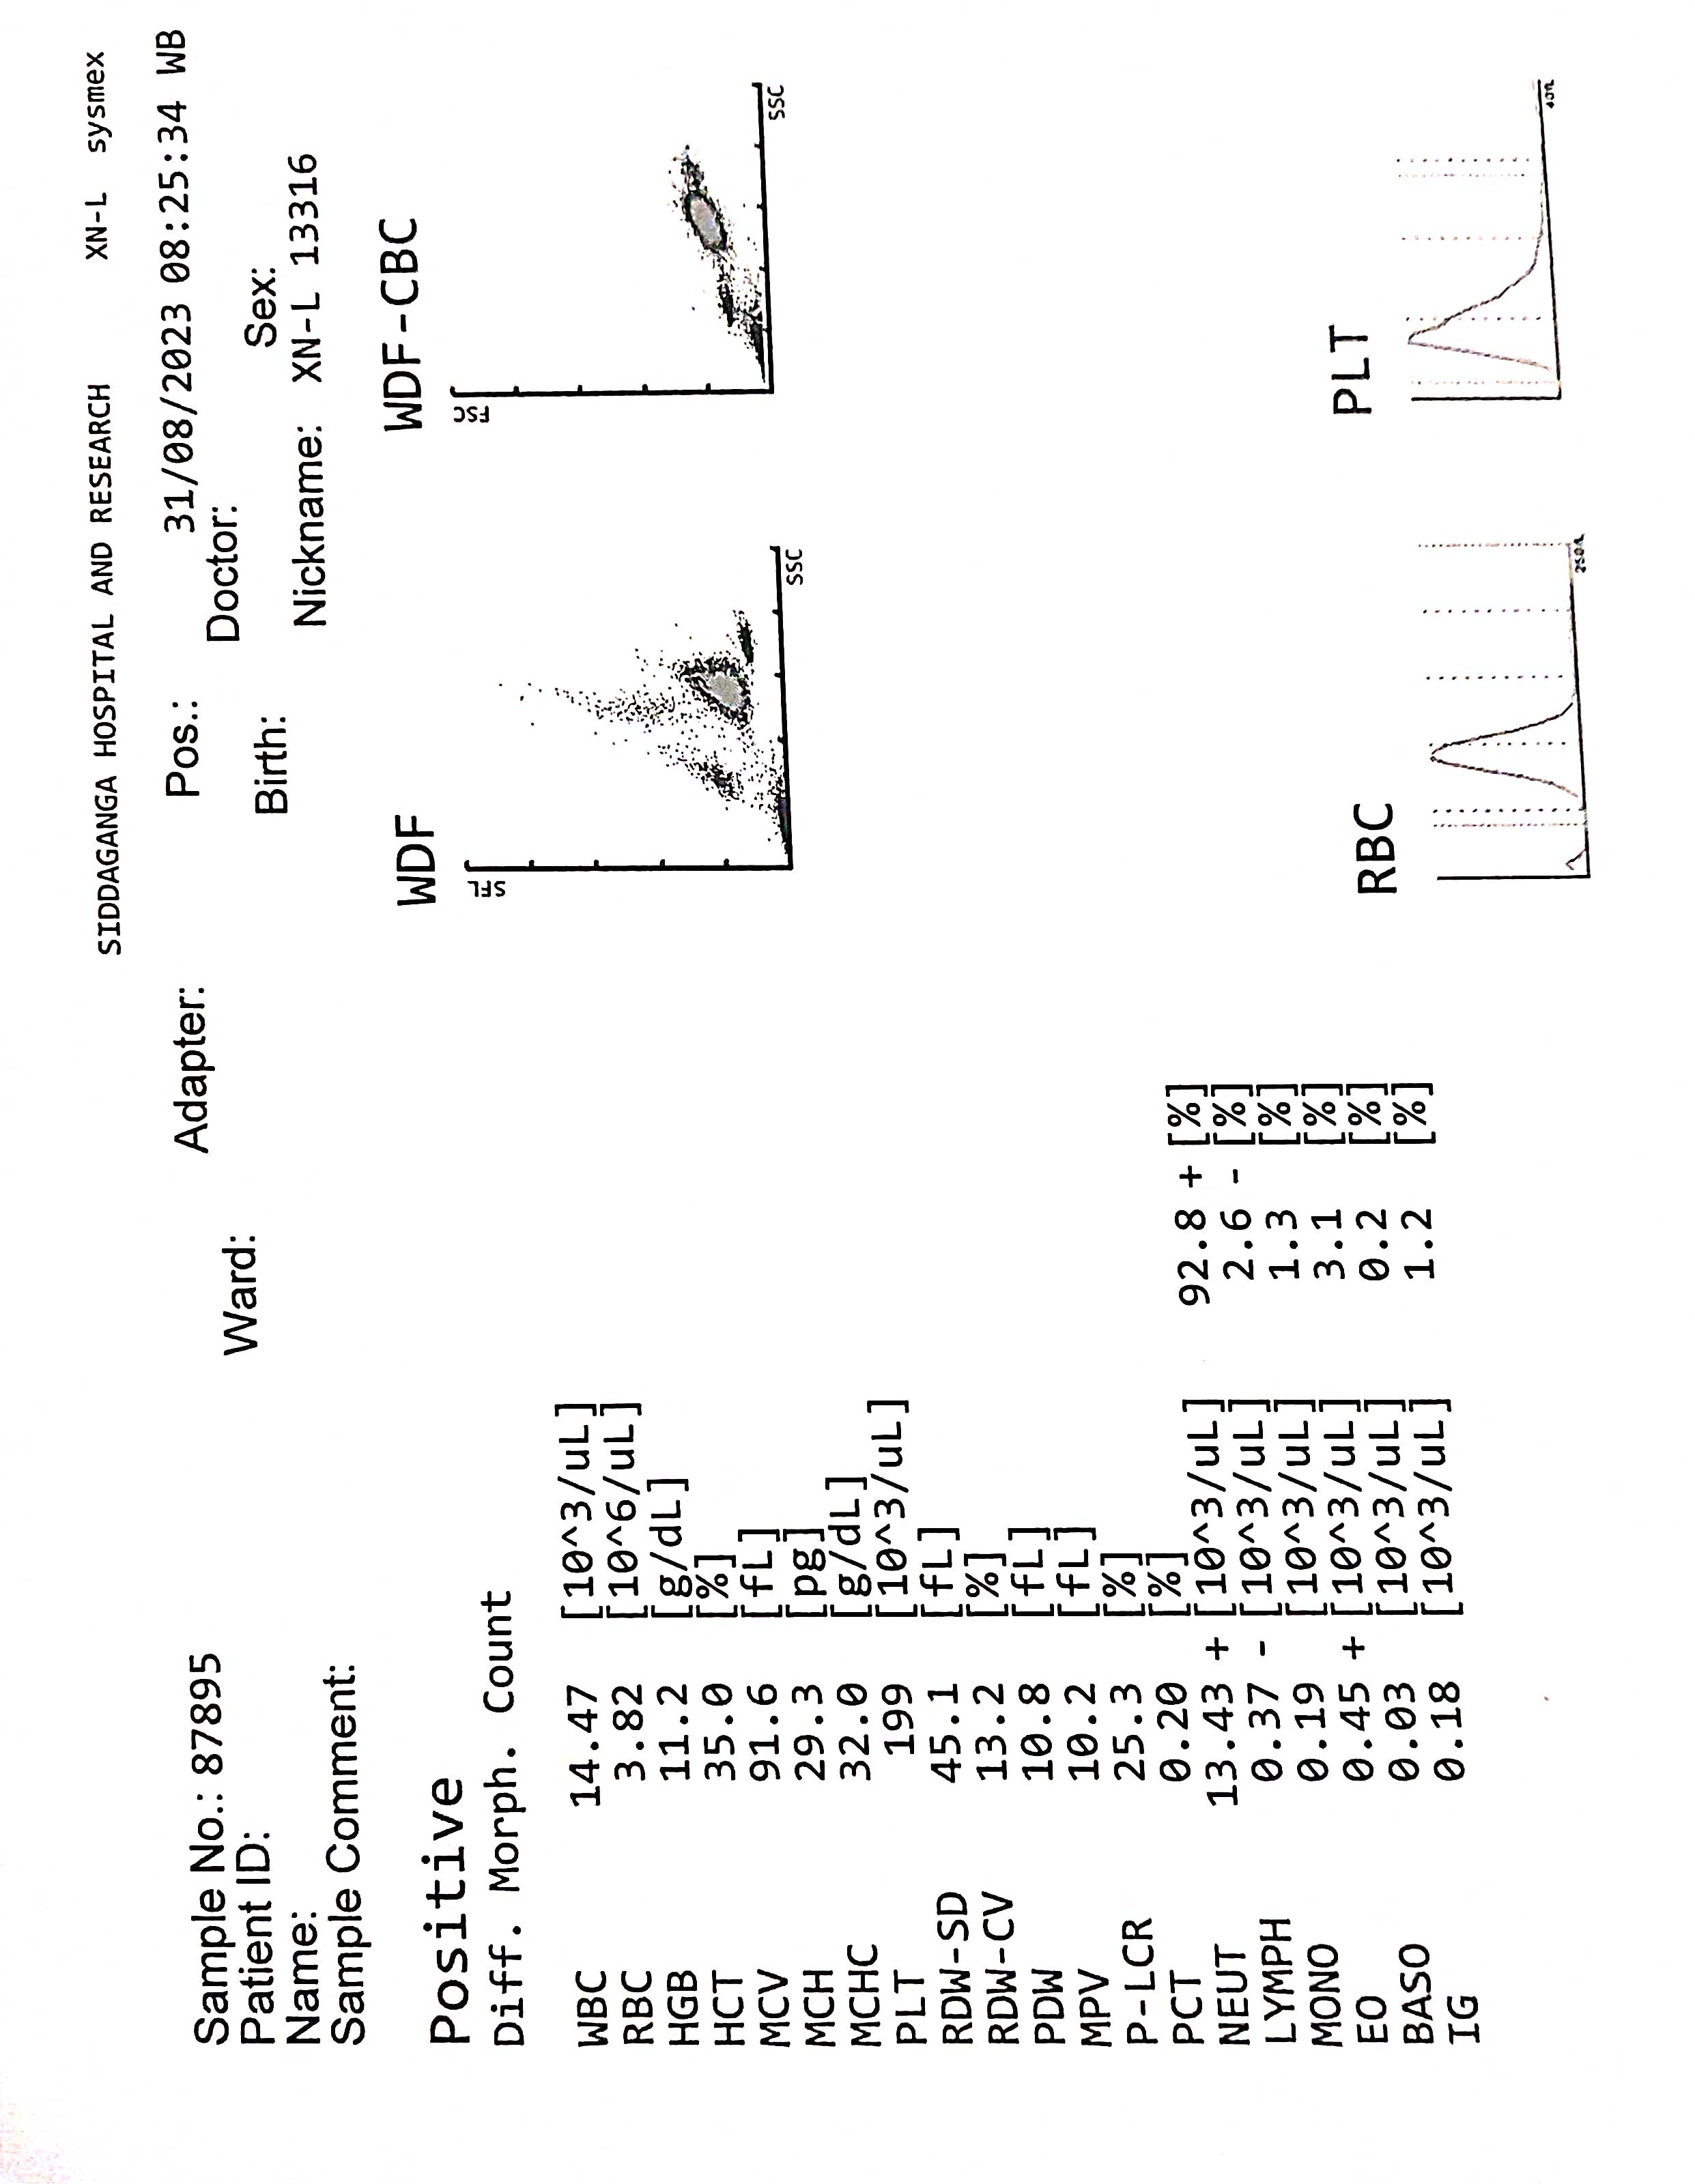 SIDDAGANGA HOSPITAL AND RESEARCH XN-L sysmex
Sample No.: 87895 Adapter: Pos.: 31/08/2023 08:25:34 WB
Patient ID: Ward: Doctor:
Name: Birth: Sex:
Sample Comment: Nickname: XN-L 13316
Positive
Diff. Morph. Count
WDF
WDF-CBC
SFL
SSC
FSC
SSC
WBC 14.47 [10^3/uL]
RBC 3.82 [10^6/uL]
HGB 11.2 [g/dL]
HCT 35.0 [%]
MCV 91.6 [fL]
MCH 29.3 [pg]
MCHC 32.0 [g/dL]
PLT 199 [10^3/uL]
RDW-SD 45.1 [fL]
RDW-CV 13.2 [%]
PDW 10.8 [fL]
MPV 10.2 [fL]
P-LCR 25.3 [%]
PCT 0.20 [%]
NEUT 13.43 + [10^3/uL] 92.8 + [%]
LYMPH 0.37 - [10^3/uL] 2.6 - [%]
MONO 0.19 [10^3/uL] 1.3 [%]
EO 0.45 + [10^3/uL] 3.1 [%]
BASO 0.03 [10^3/uL] 0.2 [%]
IG 0.18 [10^3/uL] 1.2 [%]
RBC
250fL
PLT
40fL